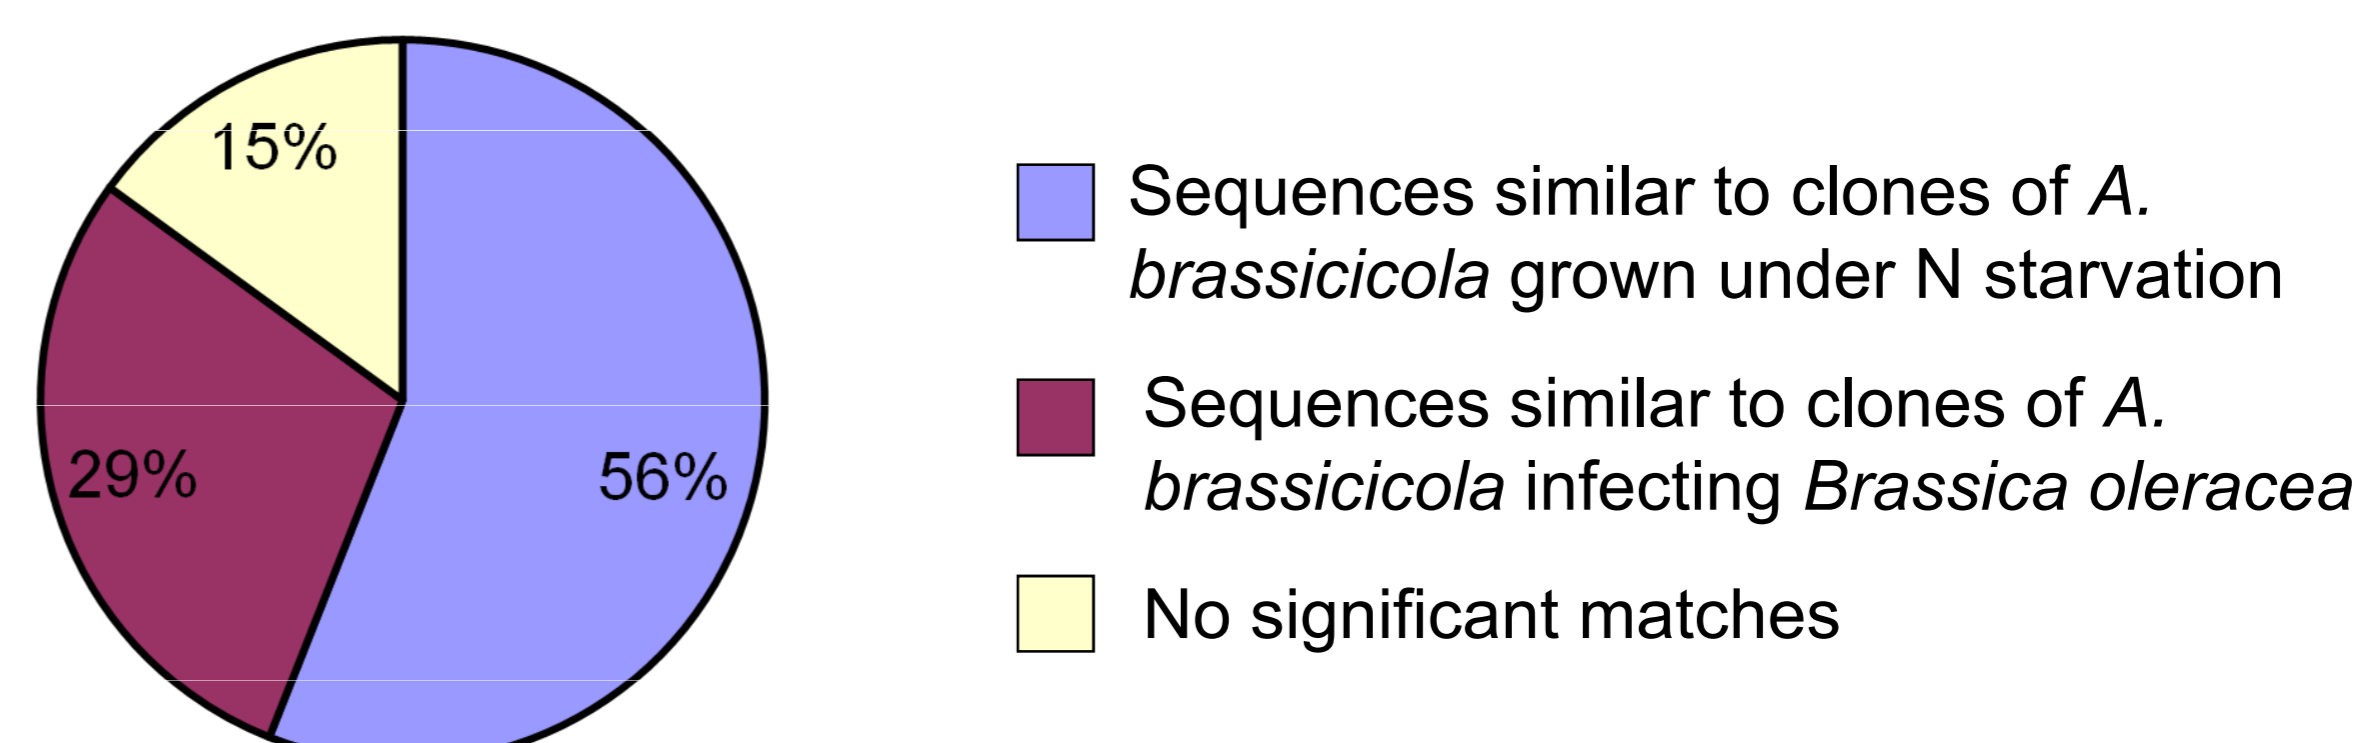 15%
29%
56%
Sequences similar to clones of A.
brassicicola grown under N starvation
Sequences similar to clones of A.
brassicicola infecting Brassica oleracea
No significant matches